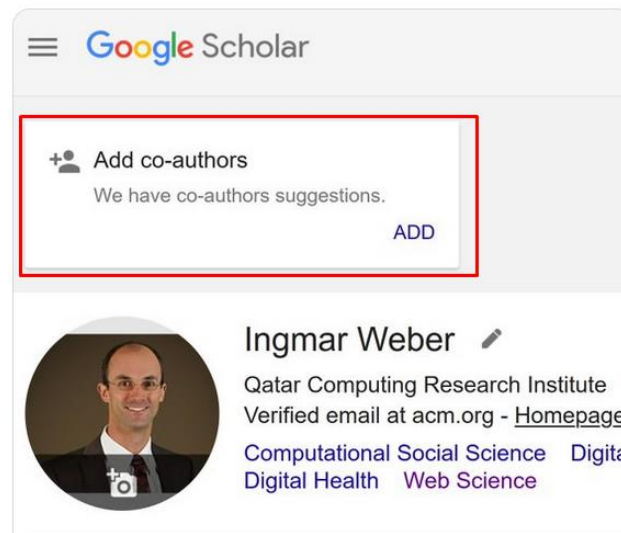 Google Scholar
Add co-authors
We have co-authors suggestions.
ADD
Ingmar Weber
Qatar Computing Research Institute
Verified email at acm.org - Homepage
Computational Social Science
Digital Health Web Science